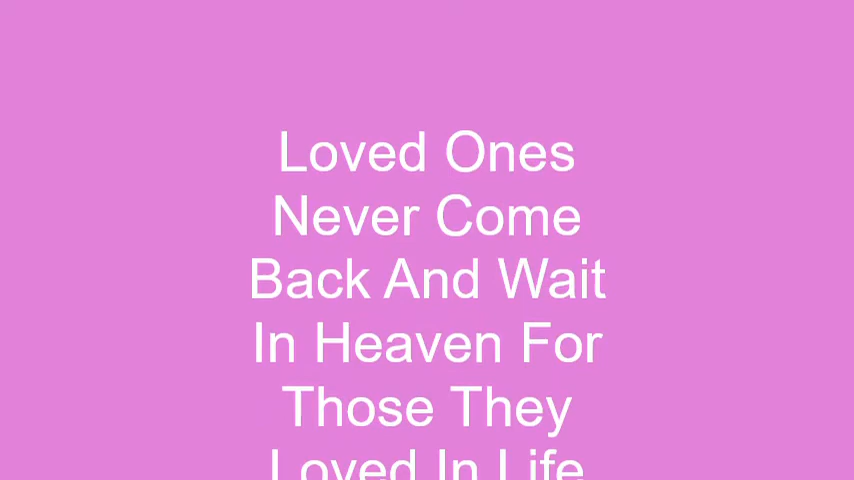 Loved Ones
Never Come
Back And Wait
In Heaven For
Those They
Loved In Life